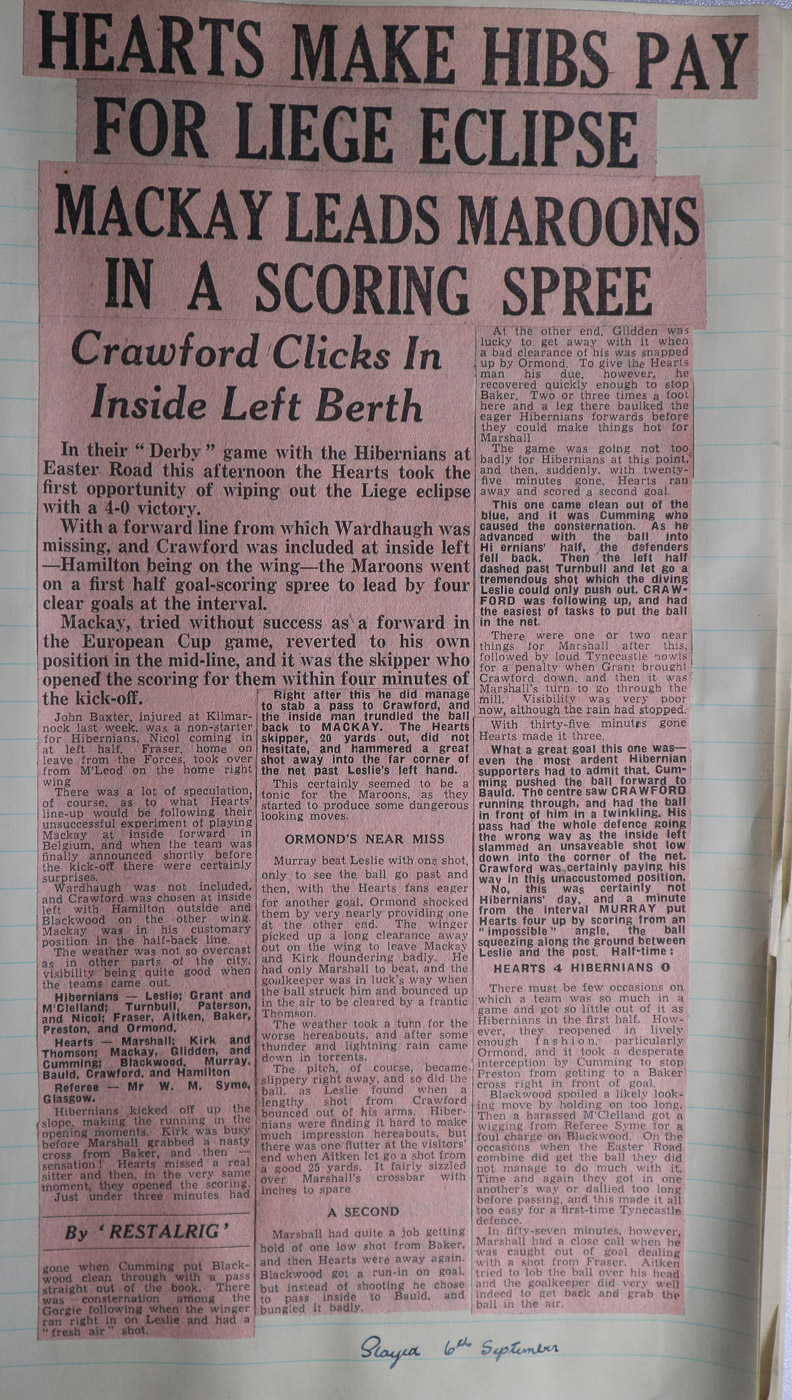 HEARTS MAKE HIBS PAY
FOR LIEGE ECLIPSE
MACKAY LEADS MAROONS
IN A SCORING SPREE
Crawford Clicks In
Inside Left Berth
In their "Derby" game with the Hibernians at
Easter Road this afternoon the Hearts took the
first opportunity of wiping out the Liege eclipse
with a 4-0 victory.
With a forward line from which Wardhaugh was
missing, and Crawford was included at inside left
—Hamilton being on the wing—the Maroons went
on a first half goal-scoring spree to lead by four
clear goals at the interval.
Mackay, tried without success as a forward in
the European Cup game, reverted to his own
position in the mid-line, and it was the skipper who
opened the scoring for them within four minutes of
the kick-off.
John Baxter, injured at Kilmar-
nock last week, was a non-starter
for Hibernians, Nicol coming in
at left half. Fraser, home on
leave from the Forces, took over
from M'Leod on the home right
wing
There was a lot of speculation,
of course, as to what Hearts'
line-up would be following their
unsuccessful experiment of playing
Mackay at inside forward in
Belgium, and when the team was
finally announced shortly before
the kick-off there were certainly
surprises.
Wardhaugh was not included,
and Crawford was chosen at inside
left with Hamilton outside and
Blackwood on the other wing.
Mackay was in his customary
position in the half-back line.
The weather was not so overcast
as in other parts of the city,
visibility being quite good when
the teams came out.
Hibernians — Leslie; Grant and
M'Clelland; Turnbull, Paterson,
and Nicol; Fraser, Aitken, Baker,
Preston, and Ormond.
Hearts — Marshall; Kirk and
Thomson; Mackay, Glidden, and
Cumming; Blackwood, Murray,
Bauld, Crawford, and Hamilton
Referee — Mr W. M. Syme,
Glasgow.
Hibernians kicked off up the
slope, making the running in the
opening moments. Kirk was busy
before Marshall grabbed a nasty
cross from Baker, and then —
sensation! Hearts missed a real
sitter and then, in the very same
moment, they opened the scoring.
Just under three minutes had
By 'RESTALRIG'
gone when Cumming put Black-
wood clean through with a pass
straight out of the book. There
was consternation among the
Gorgie following when the winger
ran right in on Leslie and had a
"fresh air" shot.
Right after this he did manage
to stab a pass to Crawford, and
the inside man trundled the ball
back to MACKAY. The Hearts
skipper, 20 yards out, did not
hesitate, and hammered a great
shot away into the far corner of
the net past Leslie's left hand.
This certainly seemed to be a
tonic for the Maroons, as they
started to produce some dangerous
looking moves.
ORMOND'S NEAR MISS
Murray beat Leslie with one shot,
only to see the ball go past and
then, with the Hearts fans eager
for another goal, Ormond shocked
them by very nearly providing one
at the other end. The winger
picked up a long clearance away
out on the wing to leave Mackay
and Kirk floundering badly. He
had only Marshall to beat, and the
goalkeeper was in luck's way when
the ball struck him and bounced up
in the air to be cleared by a frantic
Thomson.
The weather took a turn for the
worse hereabouts, and after some
thunder and lightning rain came
down in torrents.
The pitch, of course, became
slippery right away, and so did the
ball, as Leslie found when a
lengthy shot from Crawford
bounced out of his arms. Hiber-
nians were finding it hard to make
much impression hereabouts, but
there was one flutter at the visitors'
end when Aitken let go a shot from
a good 25 yards. It fairly sizzled
over Marshall's crossbar with
inches to spare
A SECOND
Marshall had quite a job getting
hold of one low shot from Baker,
and then Hearts were away again.
Blackwood got a run-in on goal,
but instead of shooting he chose
to pass inside to Bauld, and
bungled it badly.
At the other end, Glidden was
lucky to get away with it when
a bad clearance of his was snapped
up by Ormond. To give the Hearts
man his due, however, he
recovered quickly enough to stop
Baker. Two or three times a foot
here and a leg there baulked the
eager Hibernians forwards before
they could make things hot for
Marshall
The game was going not too
badly for Hibernians at this point,
and then, suddenly, with twenty-
five minutes gone, Hearts ran
away and scored a second goal.
This one came clean out of the
blue, and it was Cumming who
caused the consternation. As he
advanced with the ball into
Hi ernians' half, the defenders
fell back. Then the left half
dashed past Turnbull and let go a
tremendous shot which the diving
Leslie could only push out. CRAW-
FORD was following up, and had
the easiest of tasks to put the ball
in the net.
There were one or two near
things for Marshall after this,
followed by loud Tynecastle howls
for a penalty when Grant brought
Crawford down, and then it was
Marshall's turn to go through the
mill. Visibility was very poor
now, although the rain had stopped.
With thirty-five minutes gone
Hearts made it three.
What a great goal this one was—
even the most ardent Hibernian
supporters had to admit that. Cum-
ming pushed the ball forward to
Bauld. The centre saw CRAWFORD
running through, and had the ball
in front of him in a twinkling. His
pass had the whole defence going
the wrong way as the inside left
slammed an unsaveable shot low
down into the corner of the net.
Crawford was certainly paying his
way in this unaccustomed position.
No, this was certainly not
Hibernians' day, and a minute
from the interval MURRAY put
Hearts four up by scoring from an
"impossible" angle, the ball
squeezing along the ground between
Leslie and the post. Half-time:
HEARTS 4 HIBERNIANS 0
There must be few occasions on
which a team was so much in a
game and got so little out of it as
Hibernians in the first half. How-
ever, they reopened in lively
enough fashion, particularly
Ormond, and it took a desperate
interception by Cumming to stop
Preston from getting to a Baker
cross right in front of goal.
Blackwood spoiled a likely look-
ing move by holding on too long.
Then a harassed M'Clelland got a
wigging from Referee Syme for a
foul charge on Blackwood. On the
occasions when the Easter Road
combine did get the ball they did
not manage to do much with it.
Time and again they got in one
another's way or dallied too long
before passing, and this made it all
too easy for a first-time Tynecastle
defence.
In fifty-seven minutes, however,
Marshall had a close call when he
was caught out of goal dealing
with a shot from Fraser. Aitken
tried to lob the ball over his head
and the goalkeeper did very well
indeed to get back and grab the
ball in the air.
Played 6th September